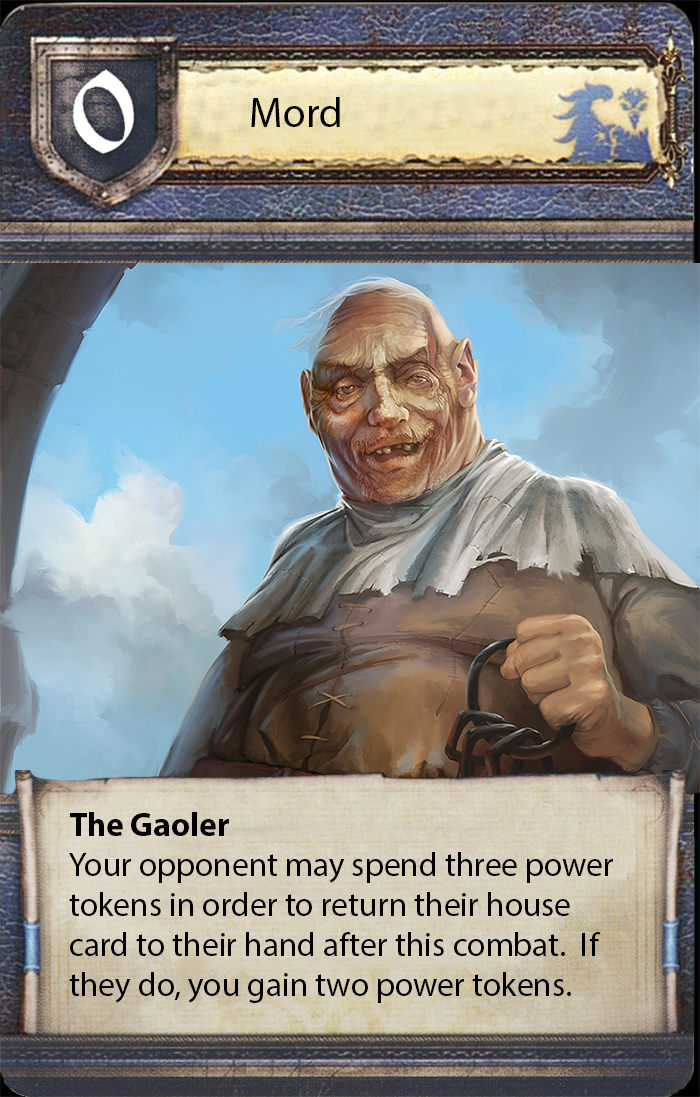 0
Mord
The Gaoler
Your opponent may spend three power
tokens in order to return their house
card to their hand after this combat.  If
they do, you gain two power tokens.